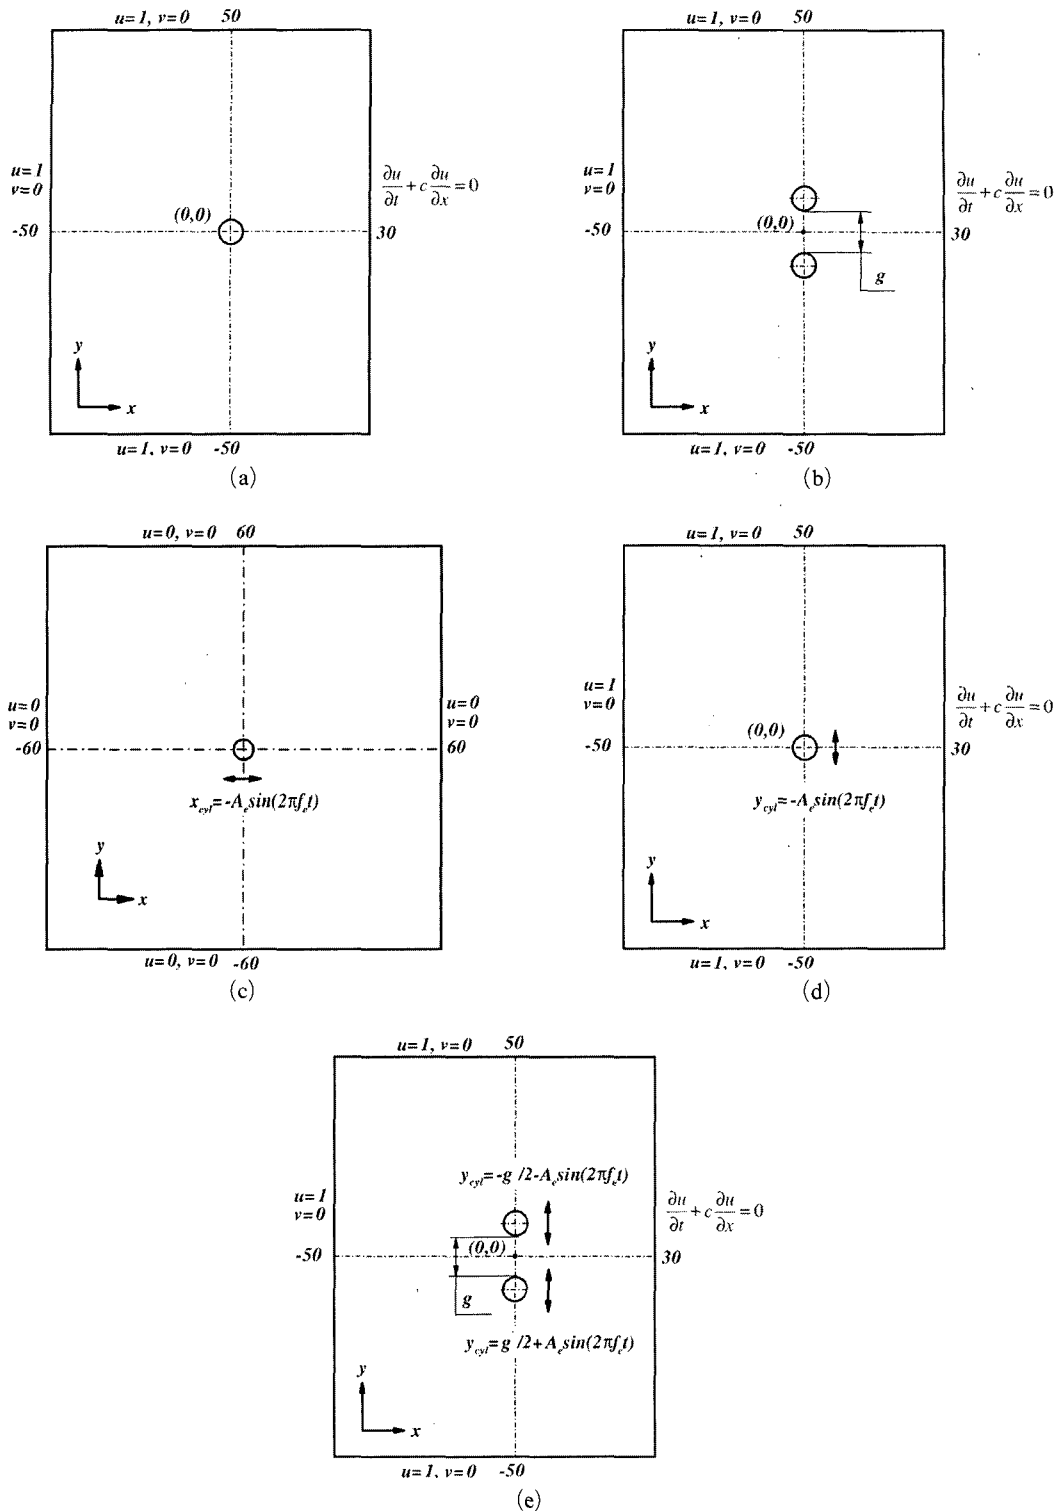 u=1, v=0 50
u=1
v=0
-50
(0,0)
∂u/∂t + c ∂u/∂x = 0
30
y
x
u=1, v=0 -50
(a)
u=1, v=0 50
u=1
v=0
-50
(0,0)
∂u/∂t + c ∂u/∂x = 0
30
g
y
x
u=1, v=0 -50
(b)
u=0, v=0 60
u=0
v=0
-60
u=0
v=0
60
x_cyl=-A_e sin(2πf_e t)
y
x
u=0, v=0 -60
(c)
u=1, v=0 50
u=1
v=0
-50
(0,0)
∂u/∂t + c ∂u/∂x = 0
30
y_cyl=-A_e sin(2πf_e t)
y
x
u=1, v=0 -50
(d)
u=1, v=0 50
y_cyl=-g /2-A_e sin(2πf_e t)
u=1
v=0
-50
(0,0)
∂u/∂t + c ∂u/∂x = 0
30
g
y_cyl=g /2+A_e sin(2πf_e t)
y
x
u=1, v=0 -50
(e)